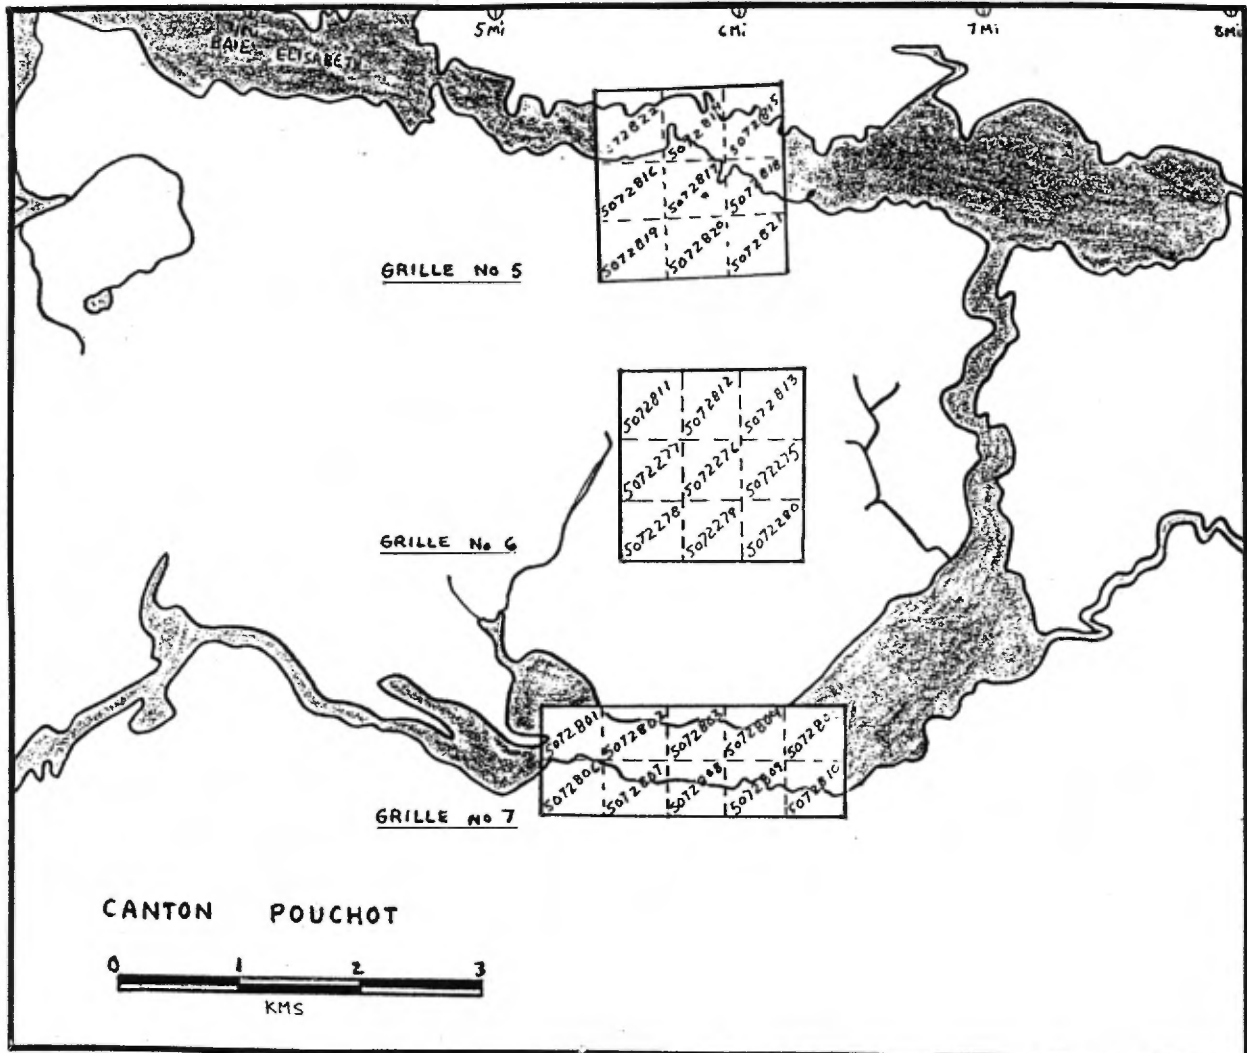 5Mi 6Mi 7Mi 8Mi
BAIE ELISABETH
5072815
5072816 5072817
5072819 5072820 5072821
GRILLE No 5
5072811 5072812 5072813
5072277 5072276 5072275
5072278 5072279 5072280
GRILLE No 6
5072801 5072802 5072803 5072804
5072806 5072807 5072809 5072810
GRILLE No 7
CANTON POUCHOT
0 1 2 3
KMS